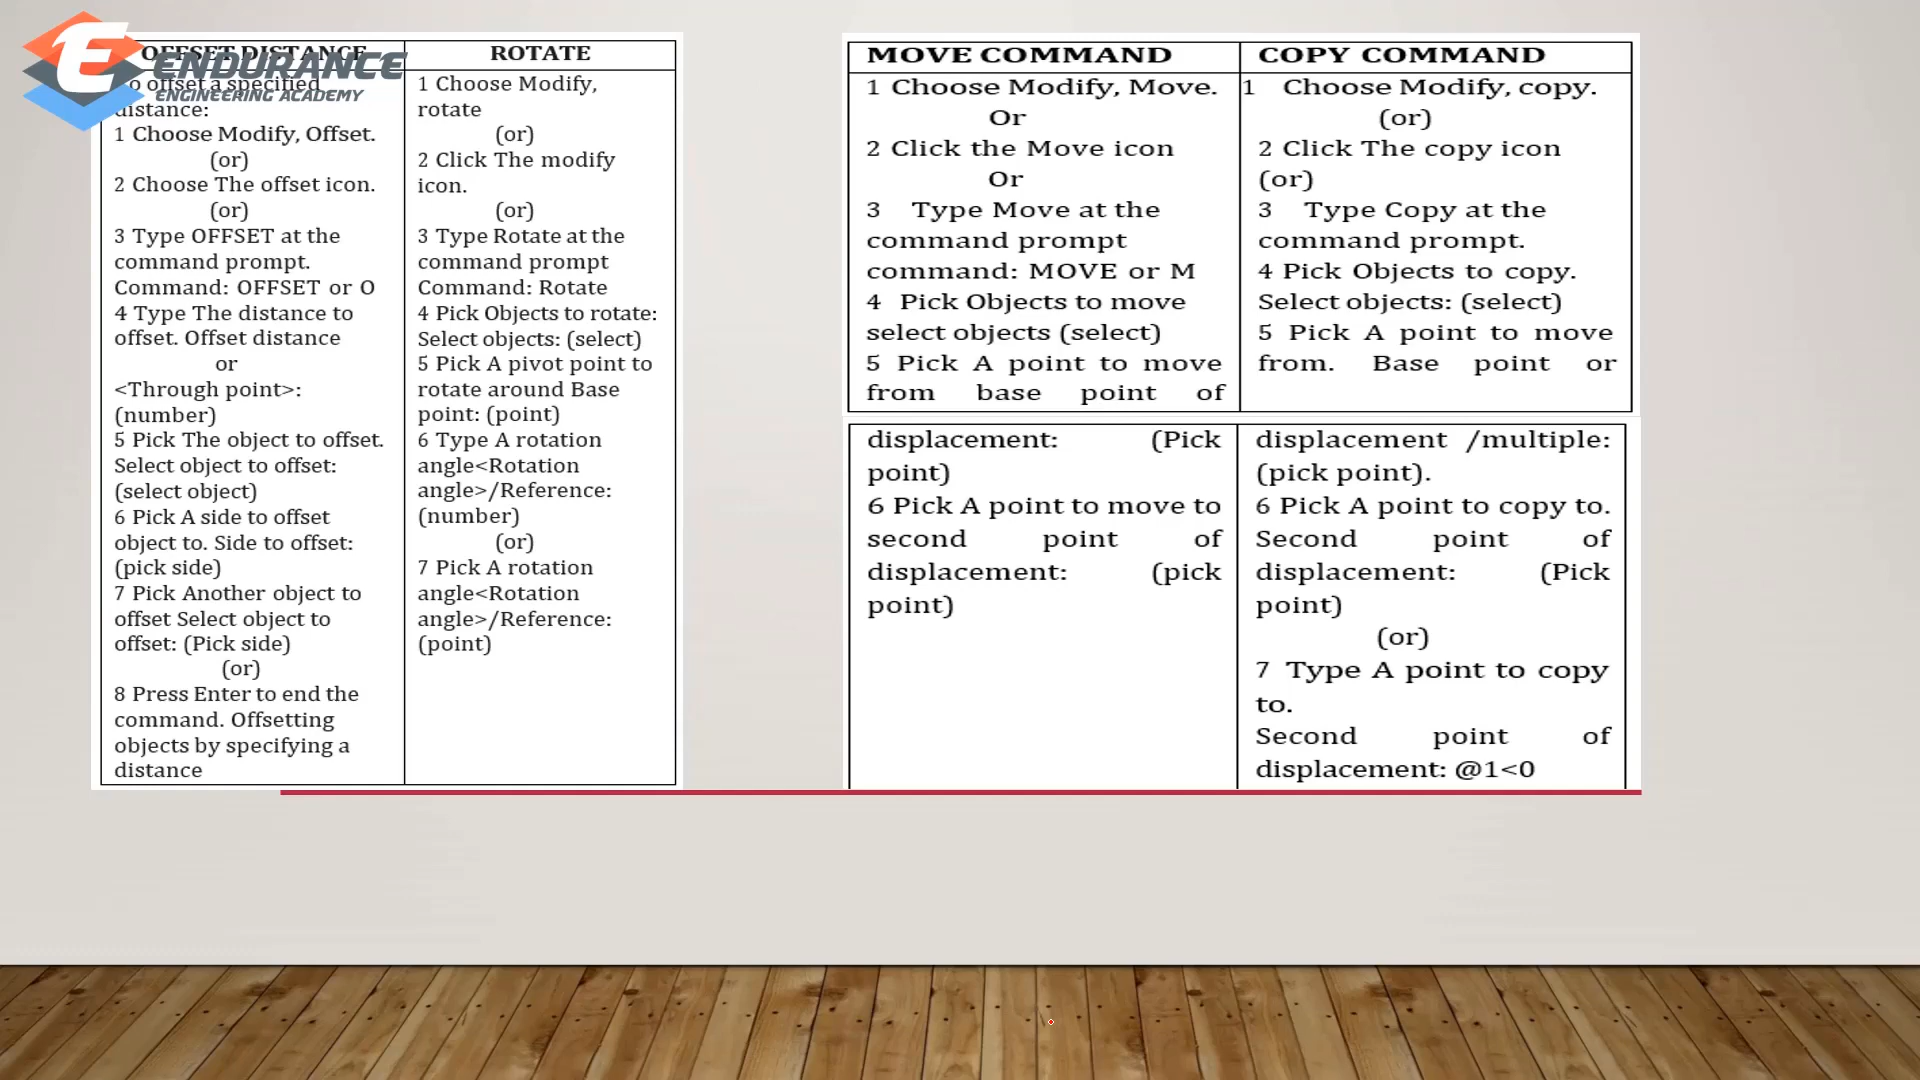 ENDURANCE
ENGINEERING ACADEMY
OFFSET DISTANCE
To offset a specified
distance:
1 Choose Modify, Offset.
(or)
2 Choose The offset icon.
(or)
3 Type OFFSET at the
command prompt.
Command: OFFSET or O
4 Type The distance to
offset. Offset distance
or
<Through point>:
(number)
5 Pick The object to offset.
Select object to offset:
(select object)
6 Pick A side to offset
object to. Side to offset:
(pick side)
7 Pick Another object to
offset Select object to
offset: (Pick side)
(or)
8 Press Enter to end the
command. Offsetting
objects by specifying a
distance
ROTATE
1 Choose Modify,
rotate
(or)
2 Click The modify
icon.
(or)
3 Type Rotate at the
command prompt
Command: Rotate
4 Pick Objects to rotate:
Select objects: (select)
5 Pick A pivot point to
rotate around Base
point: (point)
6 Type A rotation
angle<Rotation
angle>/Reference:
(number)
(or)
7 Pick A rotation
angle<Rotation
angle>/Reference:
(point)
MOVE COMMAND
1 Choose Modify, Move.
Or
2 Click the Move icon
Or
3 Type Move at the
command prompt
command: MOVE or M
4 Pick Objects to move
select objects (select)
5 Pick A point to move
from base point of
displacement: (Pick
point)
6 Pick A point to move to
second point of
displacement: (pick
point)
COPY COMMAND
1 Choose Modify, copy.
(or)
2 Click The copy icon
(or)
3 Type Copy at the
command prompt.
4 Pick Objects to copy.
Select objects: (select)
5 Pick A point to move
from. Base point or
displacement /multiple:
(pick point).
6 Pick A point to copy to.
Second point of
displacement: (Pick
point)
(or)
7 Type A point to copy
to.
Second point of
displacement: @1<0